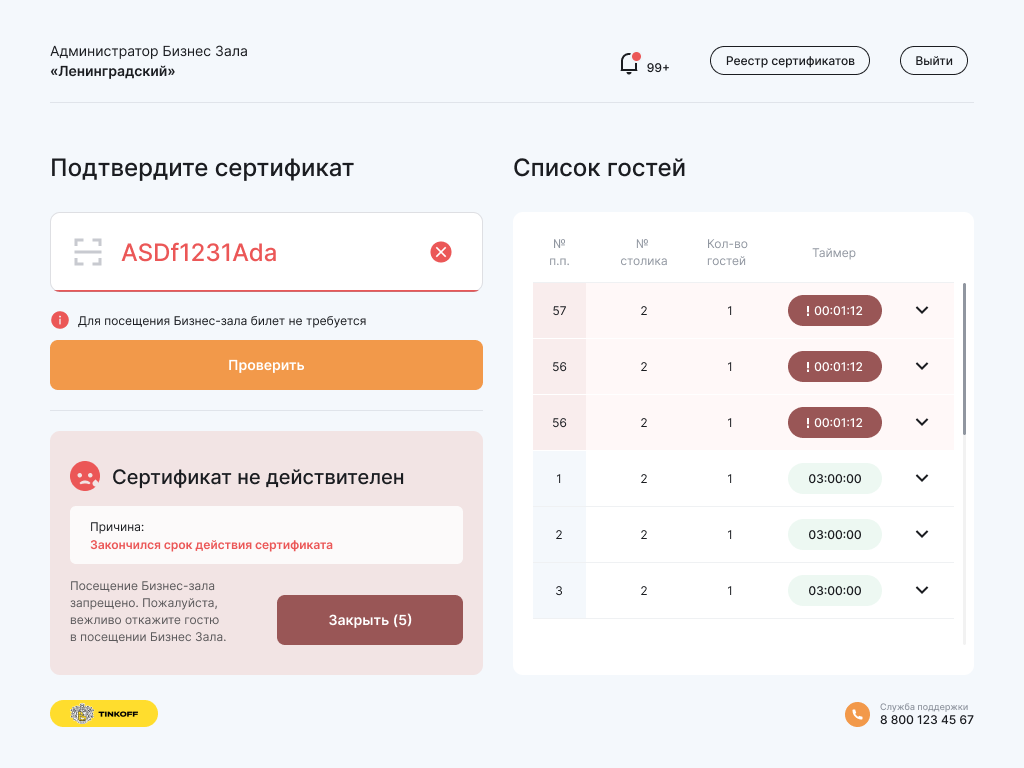 Администратор Бизнес Зала
«Ленинградский»
99+
Реестр сертификатов
Выйти
Подтвердите сертификат
ASDf1231Ada
Для посещения Бизнес-зала билет не требуется
Проверить
Сертификат не действителен
Причина:
Закончился срок действия сертификата
Посещение Бизнес-зала
запрещено. Пожалуйста,
вежливо откажите гостю
в посещении Бизнес Зала.
Закрыть (5)
Список гостей
№ п.п. № столика Кол-во гостей Таймер
57 2 1 ! 00:01:12
56 2 1 ! 00:01:12
56 2 1 ! 00:01:12
1 2 1 03:00:00
2 2 1 03:00:00
3 2 1 03:00:00
TINKOFF
Служба поддержки
8 800 123 45 67